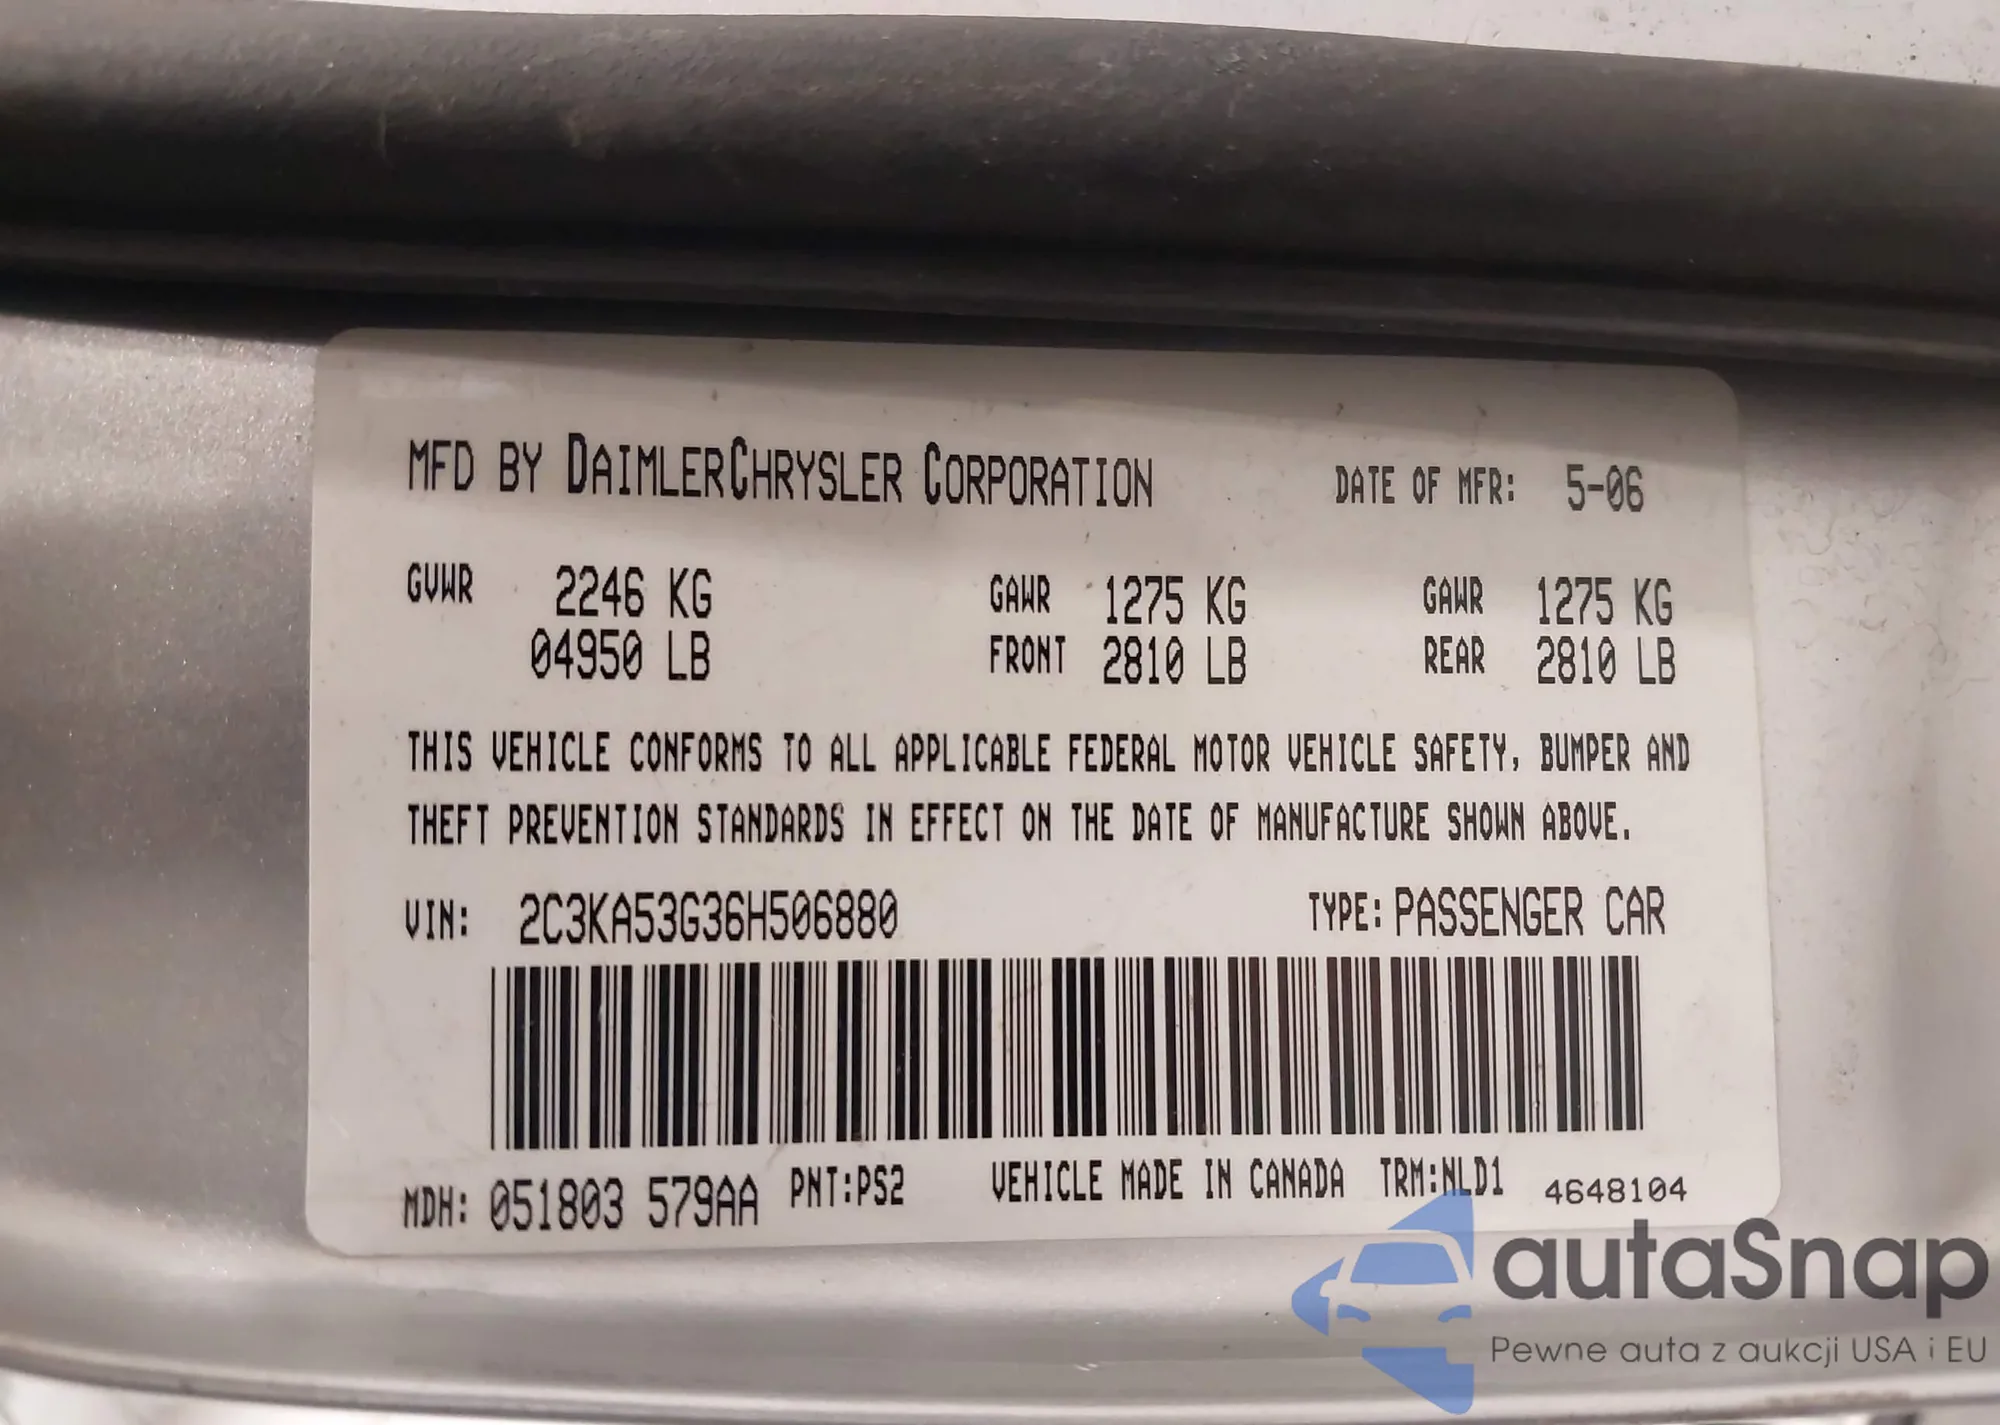 MFD BY DAIMLERCHRYSLER CORPORATION DATE OF MFR: 5-06
GVWR 2246 KG GAWR 1275 KG GAWR 1275 KG
04950 LB FRONT 2810 LB REAR 2810 LB
THIS VEHICLE CONFORMS TO ALL APPLICABLE FEDERAL MOTOR VEHICLE SAFETY, BUMPER AND
THEFT PREVENTION STANDARDS IN EFFECT ON THE DATE OF MANUFACTURE SHOWN ABOVE.
VIN: 2C3KA53G36H506880 TYPE: PASSENGER CAR
MDH: 051803 579AA PNT:PS2 VEHICLE MADE IN CANADA TRM:NLD1 4648104
autaSnap
Pewne auta z aukcji USA i EU